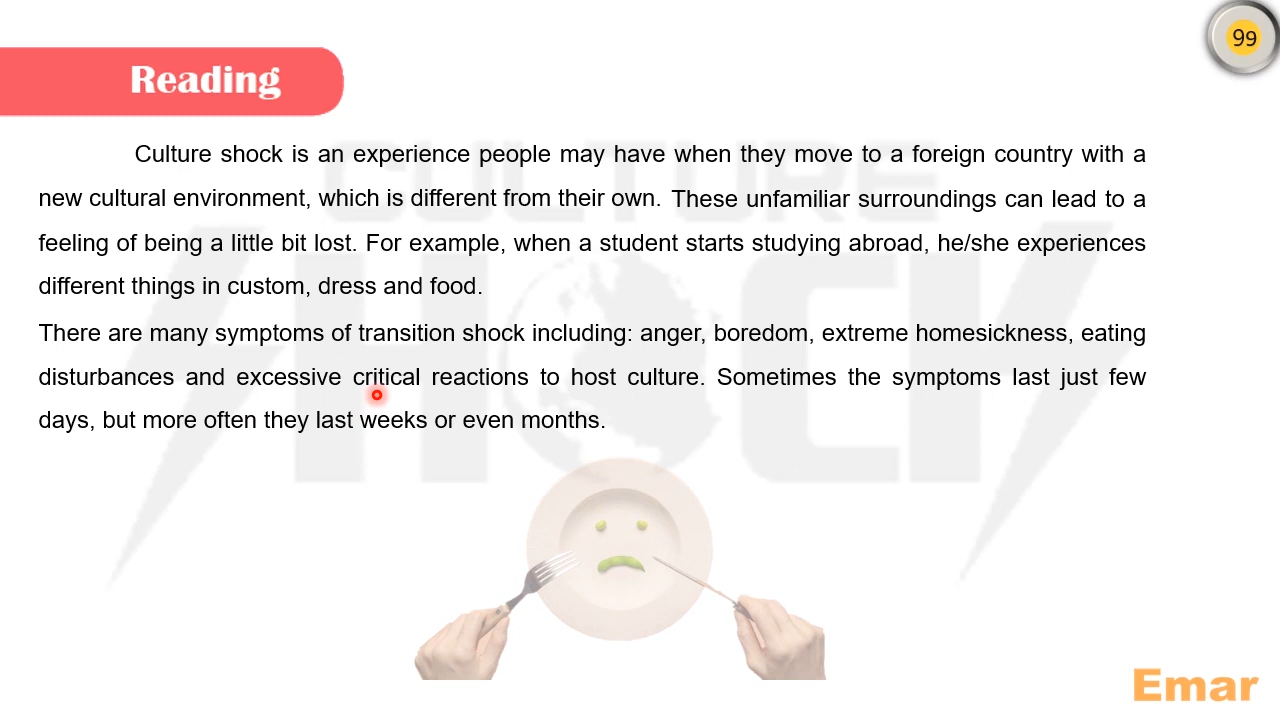 99
Reading
Culture shock is an experience people may have when they move to a foreign country with a
new cultural environment, which is different from their own. These unfamiliar surroundings can lead to a
feeling of being a little bit lost. For example, when a student starts studying abroad, he/she experiences
different things in custom, dress and food.
There are many symptoms of transition shock including: anger, boredom, extreme homesickness, eating
disturbances and excessive critical reactions to host culture. Sometimes the symptoms last just few
days, but more often they last weeks or even months.
CULTURE
SHOCK
Emar